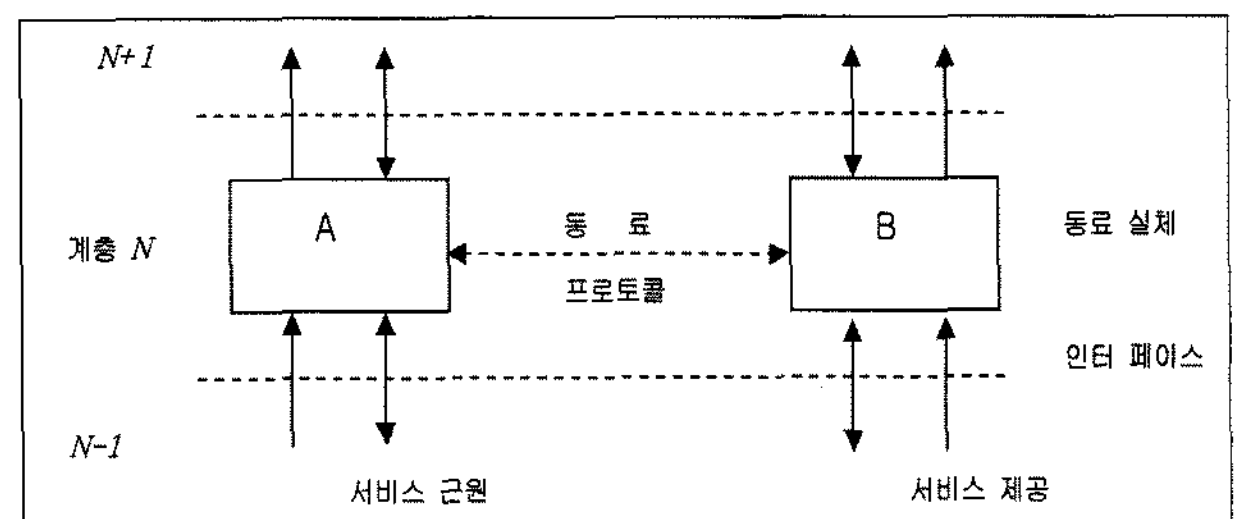 N+1
A
B
계층 N
동 료
프로토콜
동료 실체
인터 페이스
N-1
서비스 근원
서비스 제공